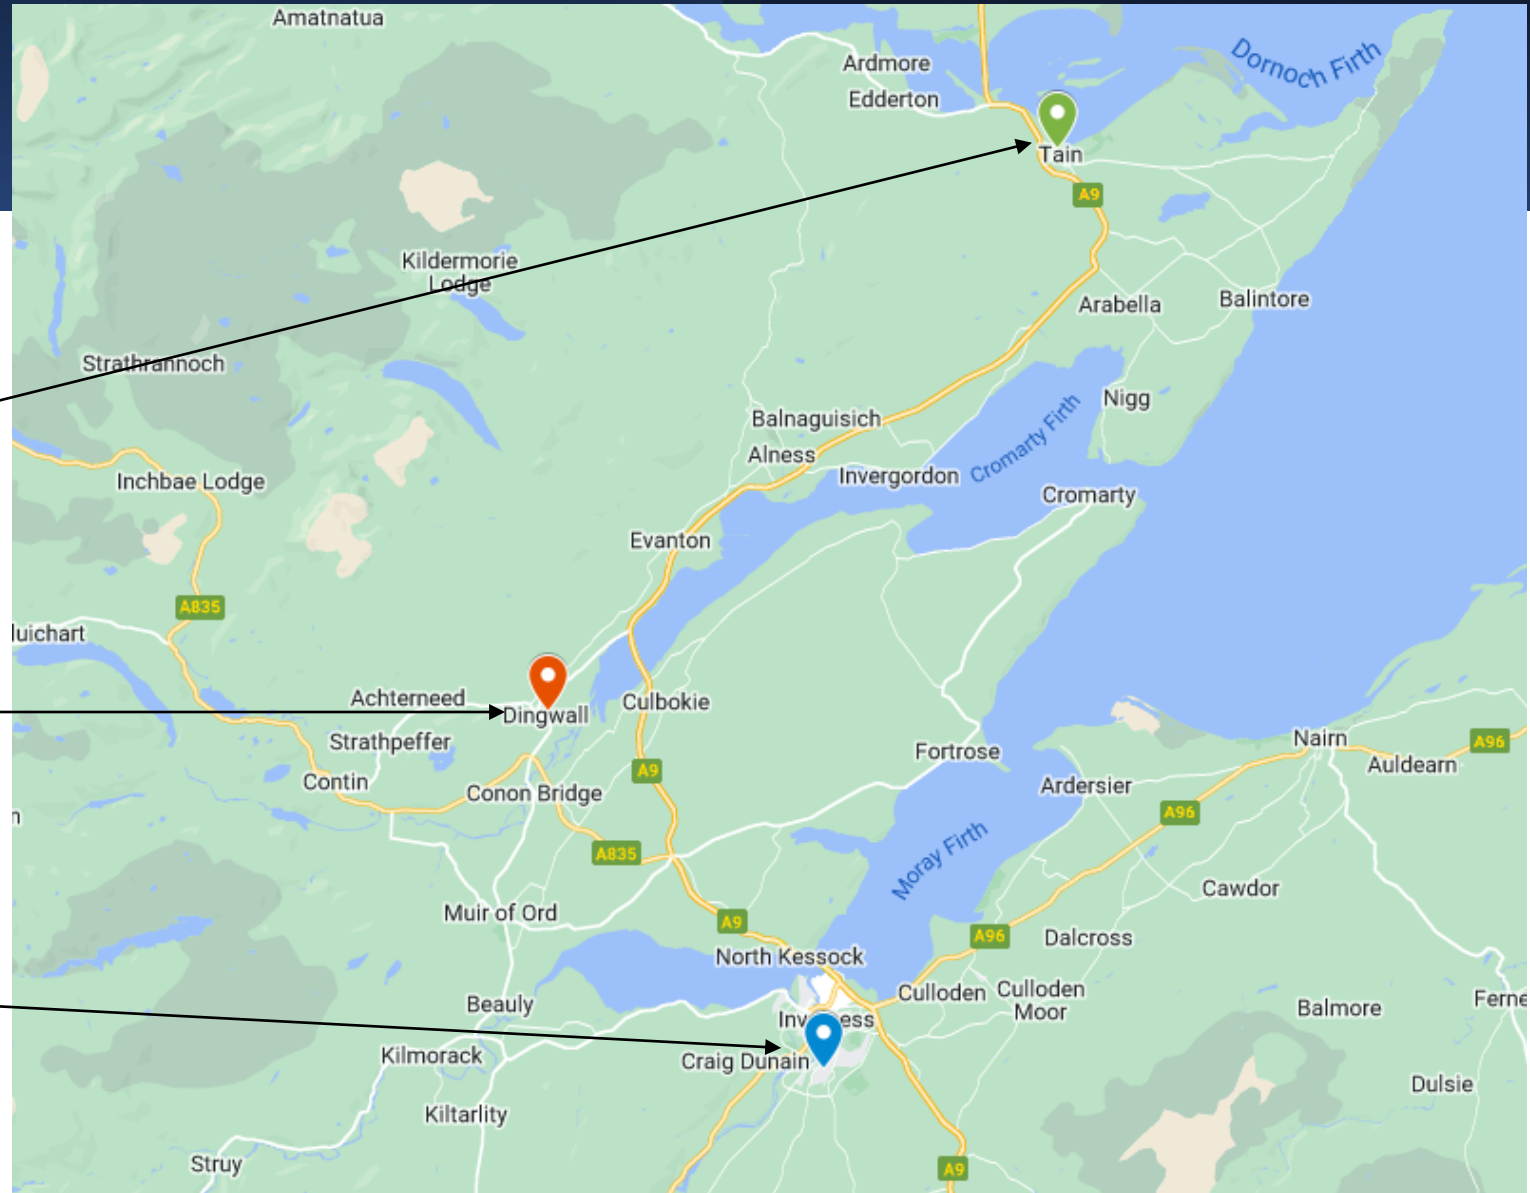 Amatnatua
Dornoch Firth
Ardmore
Edderton
Tain
A9
Kildermorie
Lodge
Arabella
Balintore
Strathrannoch
Nigg
Balnaguisich
Cromarty Firth
Alness
Invergordon
Inchbae Lodge
Cromarty
Evanton
A835
luichart
Achterneed
Dingwall
Culbokie
Strathpeffer
Nairn
A96
Fortrose
Auldearn
A9
Contin
Conon Bridge
Ardersier
A96
n
A835
Moray Firth
Cawdor
Muir of Ord
A9
A96
Dalcross
North Kessock
Culloden
Culloden
Moor
Beauly
Ferne
Balmore
Inv ess
Kilmorack
Craig Dunain
Dulsie
Kiltarlity
Struy
A9